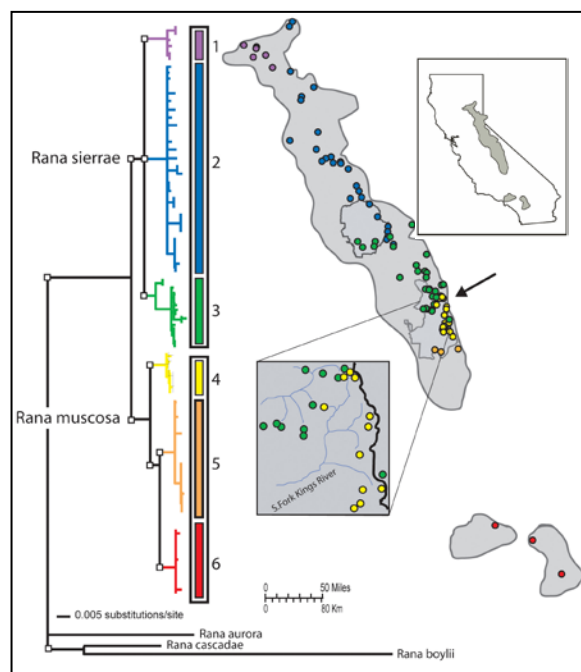 1
Rana sierrae
2
3
4
Rana muscosa
5
S.Fork Kings River
6
0 50 Miles
0 80 Km
0.005 substitutions/site
Rana aurora
Rana cascadae
Rana boylii